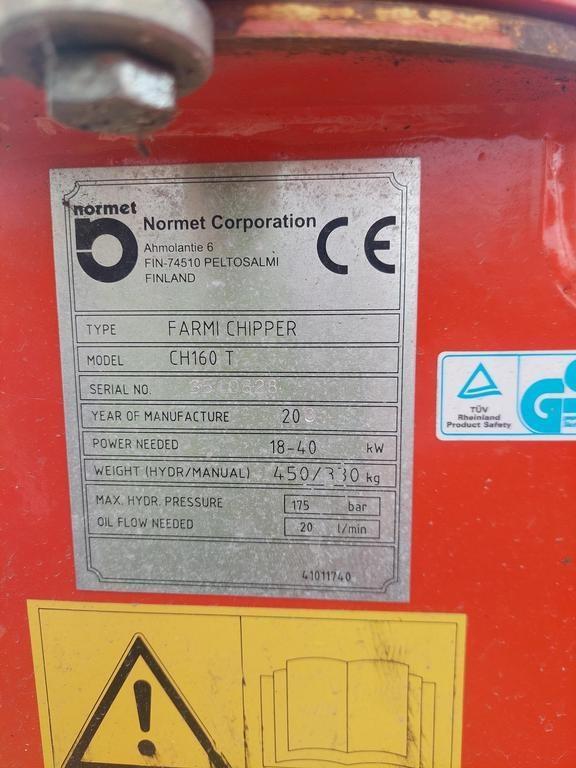 normet
Normet Corporation
Ahmolantie 6
FIN-74510 PELTOSALMI
FINLAND
CE
TYPE FARMI CHIPPER
MODEL CH160 T
SERIAL NO.
YEAR OF MANUFACTURE 20
POWER NEEDED 18-40 kW
WEIGHT (HYDR/MANUAL) 450/330 kg
MAX. HYDR. PRESSURE 175 bar
OIL FLOW NEEDED 20 l/min
41011740
TÜV
Rheinland
Product Safety